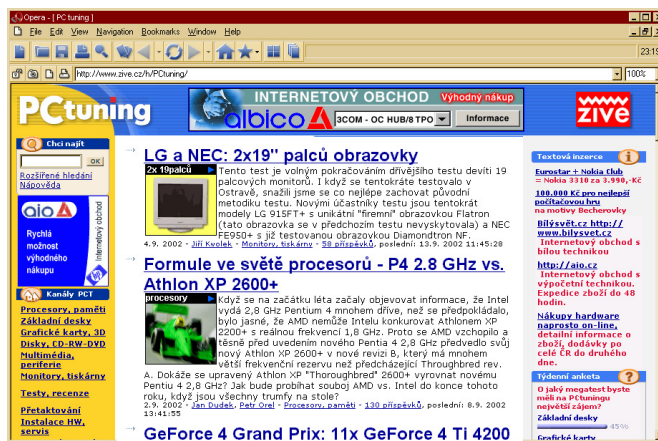 Opera - [ PC tuning ]
File Edit View Navigation Bookmarks Window Help
23:19
http://www.zive.cz/h/PCtuning/
100%
PCtuning
INTERNETOVÝ OBCHOD Výhodný nákup
albico 3COM - OC HUB/8 TPO Informace
zive
Chci najít
OK
Rozšířené hledání
Nápověda
aio
Rychlá
možnost
výhodného
nákupu
Internetový obchod
hp
Kanály PCT
Procesory, paměti
Základní desky
Grafické karty, 3D
Disky, CD-RW-DVD
Multimédia,
periferie
Monitory, tiskárny
Testy, recenze
Přetaktování
Instalace HW,
servis
LG a NEC: 2x19" palců obrazovky
2x 19palců
Tento test je volným pokračováním dřívějšího testu devíti 19
palcových monitorů. I když se tentokráte testovalo v
Ostravě, snažili jsme se co nejlépe zachovat původní
metodiku testu. Novými účastníky testu jsou tentokrát
modely LG 915FT+ s unikátní "firemní" obrazovkou Flatron
(tato obrazovka se v předchozím testu nevyskytovala) a NEC
FE950+ s již testovanou obrazovkou Diamondtron NF.
4.9. 2002 - Jiří Kvolek - Monitory, tiskárny - 58 příspěvků, poslední: 13.9. 2002 11:45:28
Formule ve světě procesorů - P4 2.8 GHz vs.
Athlon XP 2600+
procesory
Když se na začátku léta začaly objevovat informace, že Intel
vydá 2,8 GHz Pentium 4 mnohem dříve, než se předpokládalo,
bylo jasné, že AMD nemůže Intelu konkurovat Athlonem XP
2200+ s reálnou frekvencí 1,8 GHz. Proto se AMD vzchopilo a
těsně před uvedením nového Pentia 4 2,8 GHz předvedlo svůj
nový Athlon XP 2600+ v nové revizi B, který má mnohem
větší frekvenční rezervu než předcházející Throughbred rev.
A. Dokáže se upravený Athlon XP "Thoroughbred" 2600+ vyrovnat novému
Pentiu 4 2,8 GHz? Jak bude probíhat souboj AMD vs. Intel do konce tohoto
roku, když jsou všechny trumfy na stole?
2.9. 2002 - Jan Dudek, Petr Orel - Procesory, paměti - 130 příspěvků, poslední: 8.9. 2002
13:41:55
GeForce 4 Grand Prix: 11x GeForce 4 Ti 4200
Textová inzerce
Eurostar + Nokia Club
= Nokia 3310 za 3.990,-Kč
100.000 Kč pro nejlepší
počítačovou hru
na motivy Becherovky
Bílýsvět.cz http://
www.bilysvet.cz
Internetový obchod s
bílou technikou
http://aio.cz
Internetový obchod s
výpočetní technikou.
Expedice zboží do 48
hodin.
Nákupy hardware
naprosto on-line,
detailní informace o
zboží, dodávky po
celé ČR do druhého
dne.
Týdenní anketa
O jaký megatest byste
měli na PCtuningu
největší zájem?
Základní desky
45%
Grafické karty